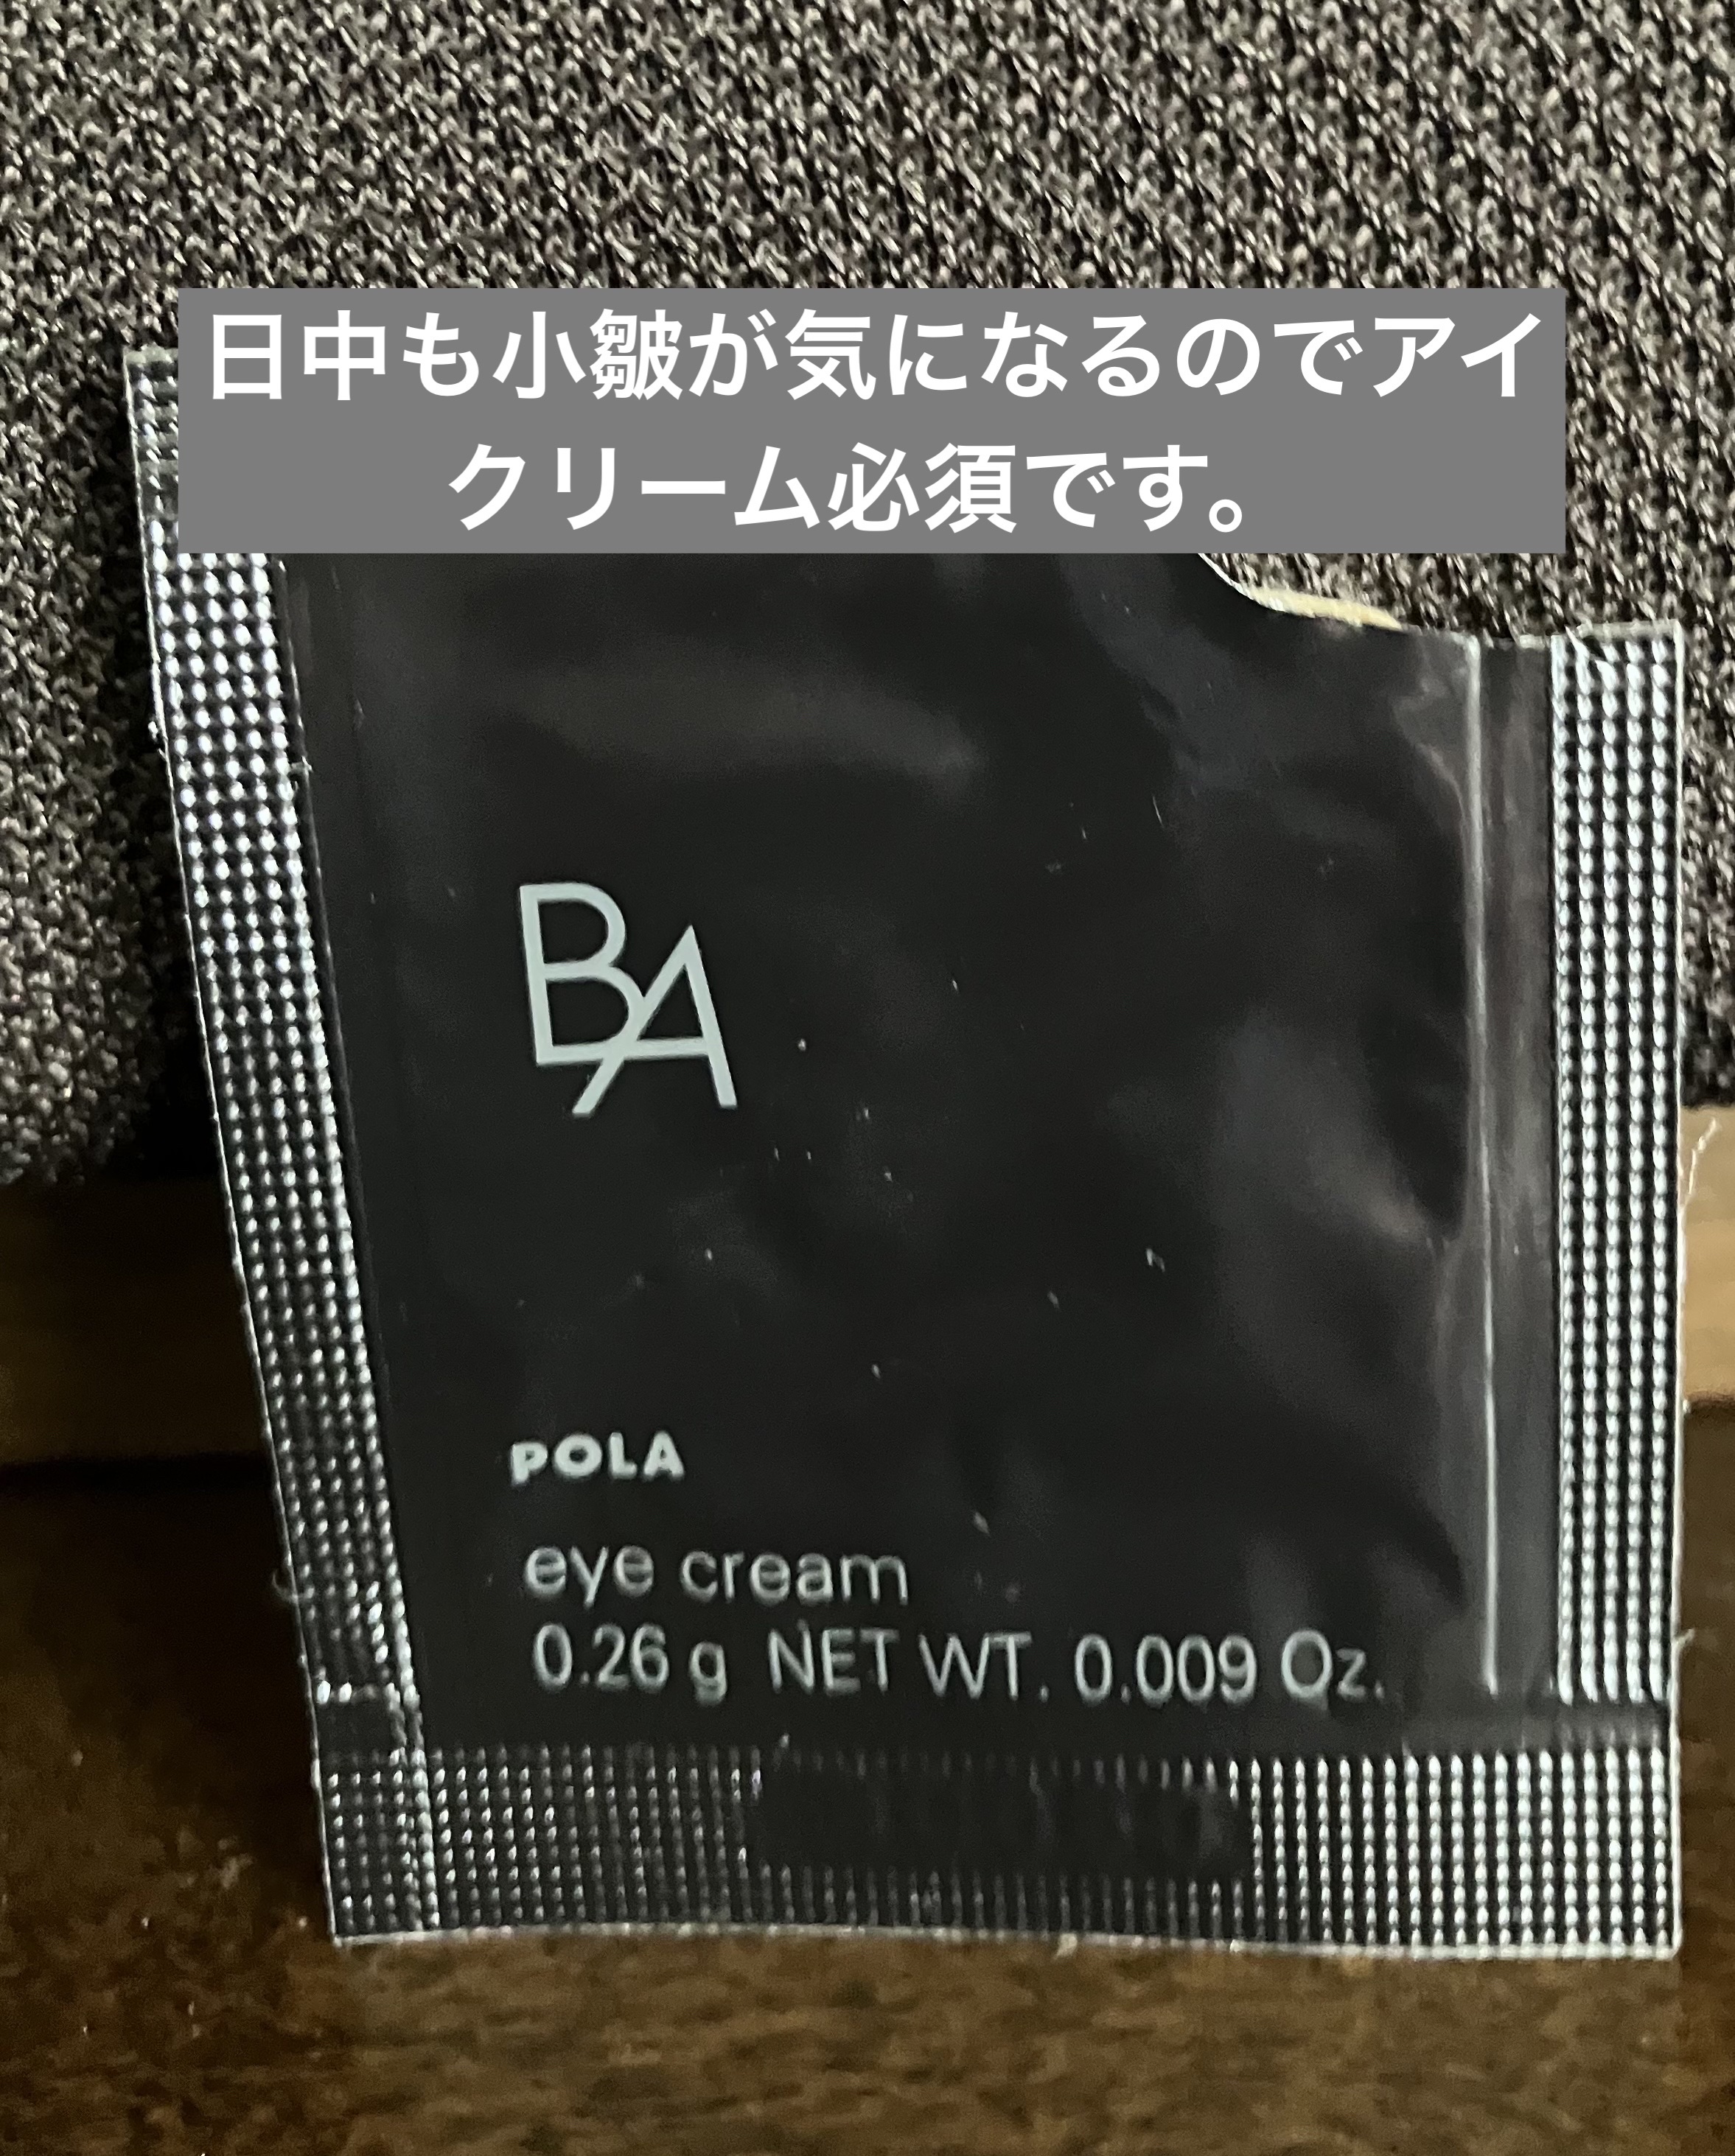 日中も小皺が気になるのでアイ
クリーム必須です。
BA
POLA
eye cream
0.26 g NET WT. 0.009 Oz.